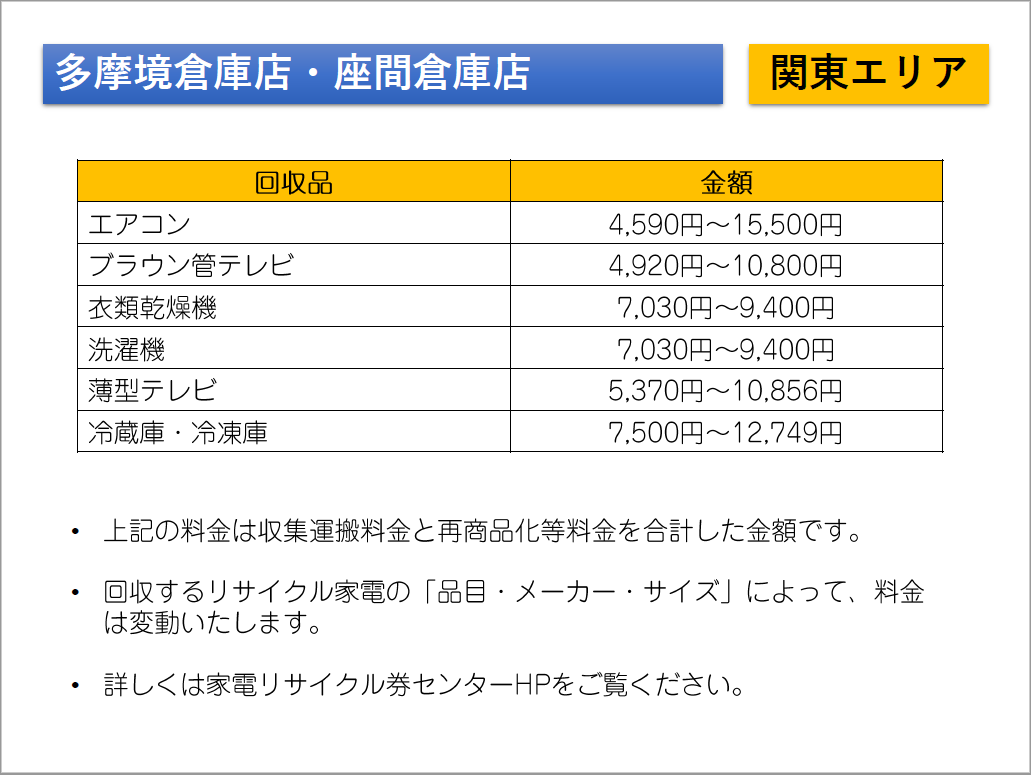 多摩境倉庫店・座間倉庫店
関東エリア
回収品 金額
エアコン 4,590円～15,500円
ブラウン管テレビ 4,920円～10,800円
衣類乾燥機 7,030円～9,400円
洗濯機 7,030円～9,400円
薄型テレビ 5,370円～10,856円
冷蔵庫・冷凍庫 7,500円～12,749円
• 上記の料金は収集運搬料金と再商品化等料金を合計した金額です。
• 回収するリサイクル家電の「品目・メーカー・サイズ」によって、料金
は変動いたします。
• 詳しくは家電リサイクル券センターHPをご覧ください。